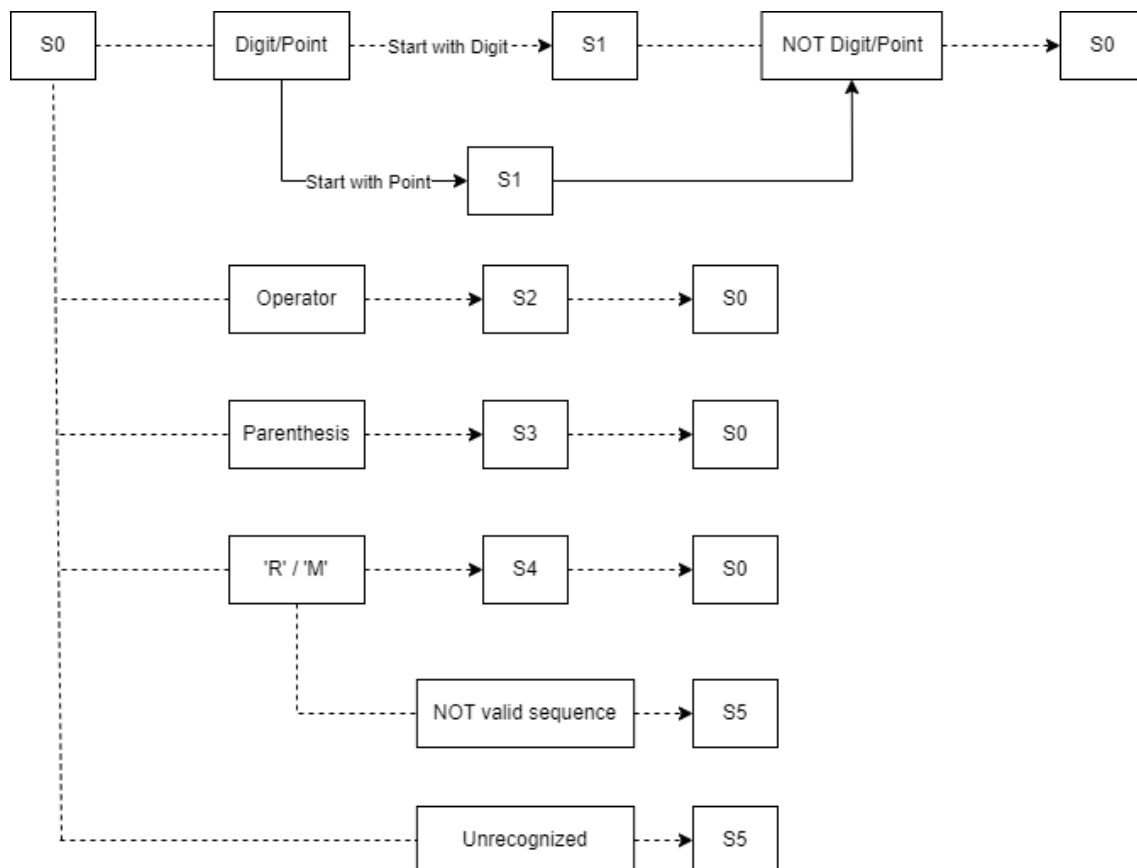 S0
Digit/Point
Start with Digit
S1
NOT Digit/Point
S0
Start with Point
S1
Operator
S2
S0
Parenthesis
S3
S0
'R' / 'M'
S4
S0
NOT valid sequence
S5
Unrecognized
S5